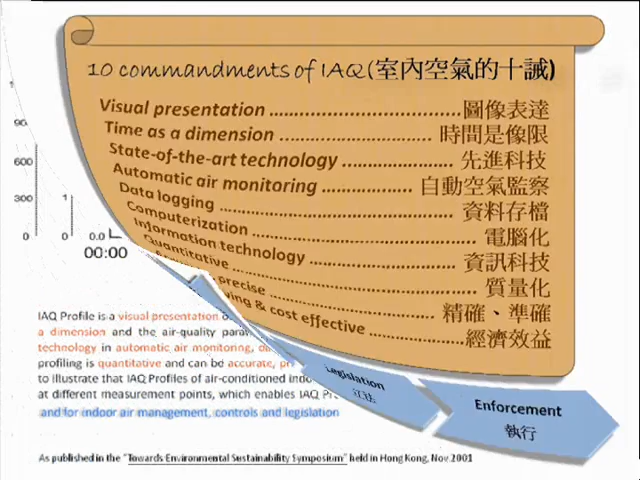 10 commandments of IAQ(室內空氣的十誡)
Visual presentation ........................ 圖像表達
Time as a dimension ........................ 時間是像限
State-of-the-art technology ................ 先進科技
Automatic air monitoring ................ 自動空氣監察
Data logging ........................ 資料存檔
Computerization ........................ 電腦化
Information technology ........................ 資訊科技
Quantitative ........................ 質量化
precise ........................ 精確、準確
ving & cost effective ........................ 經濟效益
90
600
300
0
1
0
0.0
00:00
IAQ Profile is a visual presentation
a dimension and the air-quality para
technology in automatic air monitoring,
profiling is quantitative and can be accurate, pr
to illustrate that IAQ Profiles of air-conditioned indo
at different measurement points, which enables IAQ Pr
and for indoor air management, controls and legislation
Legislation
立法
Enforcement
執行
As published in the "Towards Environmental Sustainability Symposium" held in Hong Kong, Nov.2001